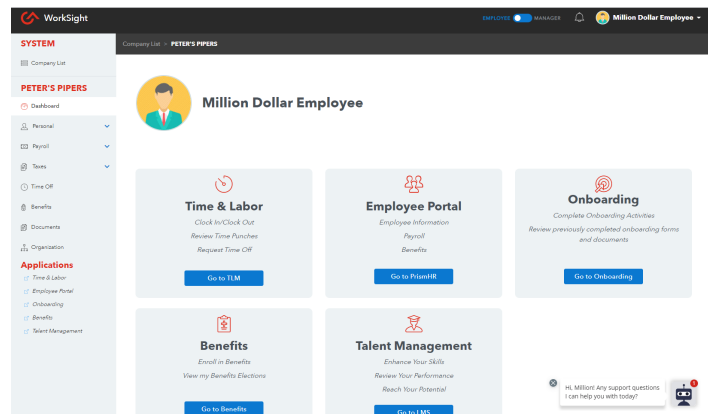 WorkSight
EMPLOYEE MANAGER
Million Dollar Employee
SYSTEM
Company List
PETER'S PIPERS
Dashboard
Personal
Payroll
Taxes
Time Off
Benefits
Documents
Organization
Applications
Time & Labor
Employee Portal
Onboarding
Benefits
Talent Management
Company List > PETER'S PIPERS
Million Dollar Employee
Time & Labor
Clock In/Clock Out
Review Time Punches
Request Time Off
Go to TLM
Employee Portal
Employee Information
Payroll
Benefits
Go to PrismHR
Onboarding
Complete Onboarding Activities
Review previously completed onboarding forms
and documents
Go to Onboarding
Benefits
Enroll in Benefits
View my Benefits Elections
Go to Benefits
Talent Management
Enhance Your Skills
Review Your Performance
Reach Your Potential
Go to LMS
Hi, Million! Any support questions
I can help you with today?
1